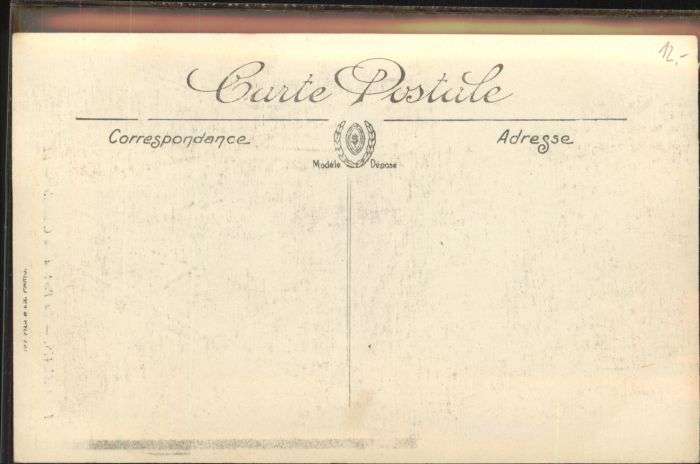 12.-
Carte Postale
Correspondance
Adresse
Modèle Déposé